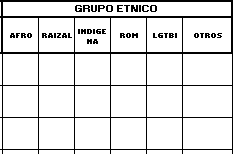 GRUPO ETNICO
AFRO RAIZAL INDIGE
NA ROM LGTBI OTROS